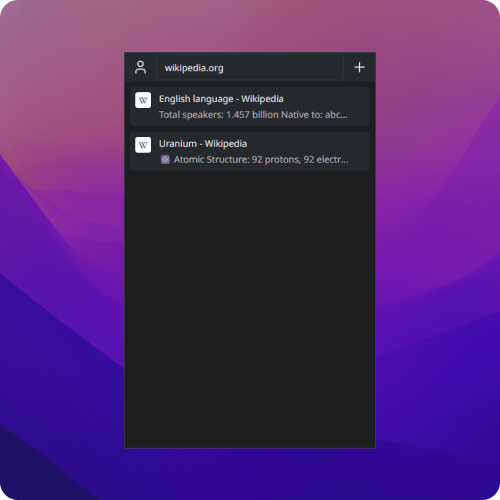 wikipedia.org
W English language - Wikipedia
Total speakers: 1.457 billion Native to: abc...
W Uranium - Wikipedia
⚛️ Atomic Structure: 92 protons, 92 electr...